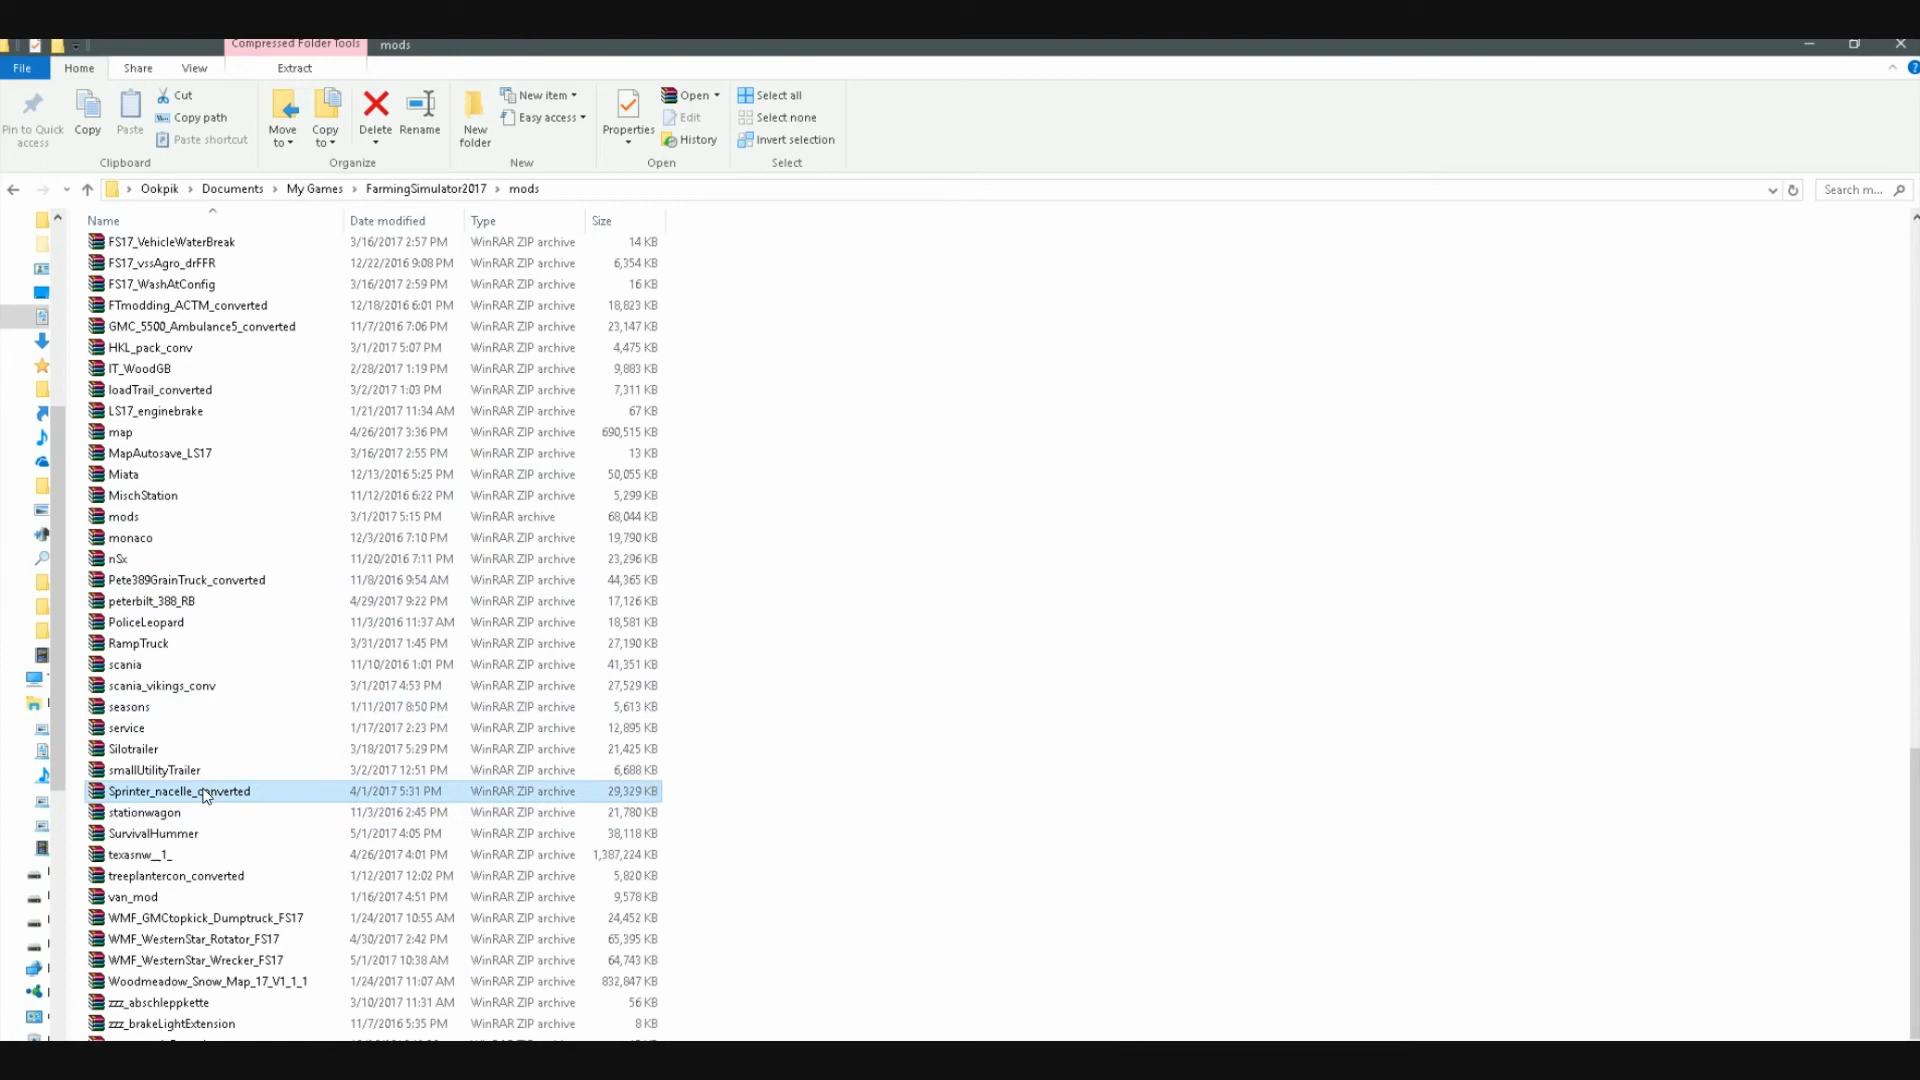 Compressed Folder Tools mods
File Home Share View Extract
Pin to Quick access
Copy
Paste
Cut
Copy path
Paste shortcut
Clipboard
Move to
Copy to
Delete
Rename
Organize
New folder
New item
Easy access
New
Properties
Open
Edit
History
Open
Select all
Select none
Invert selection
Select
Ookpik > Documents > My Games > FarmingSimulator2017 > mods
Search m...
Name Date modified Type Size
FS17_VehicleWaterBreak 3/16/2017 2:57 PM WinRAR ZIP archive 14 KB
FS17_vssAgro_drFFR 12/22/2016 9:08 PM WinRAR ZIP archive 6,354 KB
FS17_WashAtConfig 3/16/2017 2:59 PM WinRAR ZIP archive 16 KB
FTmodding_ACTM_converted 12/18/2016 6:01 PM WinRAR ZIP archive 18,823 KB
GMC_5500_Ambulance5_converted 11/7/2016 7:06 PM WinRAR ZIP archive 23,147 KB
HKL_pack_conv 3/1/2017 5:07 PM WinRAR ZIP archive 4,475 KB
IT_WoodGB 2/28/2017 1:19 PM WinRAR ZIP archive 9,883 KB
loadTrail_converted 3/2/2017 1:03 PM WinRAR ZIP archive 7,311 KB
LS17_enginebrake 1/21/2017 11:34 AM WinRAR ZIP archive 67 KB
map 4/26/2017 3:36 PM WinRAR ZIP archive 690,515 KB
MapAutosave_LS17 3/16/2017 2:55 PM WinRAR ZIP archive 13 KB
Miata 12/13/2016 5:25 PM WinRAR ZIP archive 50,055 KB
MischStation 11/12/2016 6:22 PM WinRAR ZIP archive 5,299 KB
mods 3/1/2017 5:15 PM WinRAR archive 68,044 KB
monaco 12/3/2016 7:10 PM WinRAR ZIP archive 19,790 KB
nSx 11/20/2016 7:11 PM WinRAR ZIP archive 23,296 KB
Pete389GrainTruck_converted 11/8/2016 9:54 AM WinRAR ZIP archive 44,365 KB
peterbilt_388_RB 4/29/2017 9:22 PM WinRAR ZIP archive 17,126 KB
PoliceLeopard 11/3/2016 11:37 AM WinRAR ZIP archive 18,581 KB
RampTruck 3/31/2017 1:45 PM WinRAR ZIP archive 27,190 KB
scania 11/10/2016 1:01 PM WinRAR ZIP archive 41,351 KB
scania_vikings_conv 3/1/2017 4:53 PM WinRAR ZIP archive 27,529 KB
seasons 1/11/2017 8:50 PM WinRAR ZIP archive 5,613 KB
service 1/17/2017 2:23 PM WinRAR ZIP archive 12,895 KB
Silotrailer 3/18/2017 5:29 PM WinRAR ZIP archive 21,425 KB
smallUtilityTrailer 3/2/2017 12:51 PM WinRAR ZIP archive 6,688 KB
Sprinter_nacelle_converted 4/1/2017 5:31 PM WinRAR ZIP archive 29,329 KB
stationwagon 11/3/2016 2:45 PM WinRAR ZIP archive 21,780 KB
SurvivalHummer 5/1/2017 4:05 PM WinRAR ZIP archive 38,118 KB
texasnw__1_ 4/26/2017 4:01 PM WinRAR ZIP archive 1,387,224 KB
treeplantercon_converted 1/12/2017 12:02 PM WinRAR ZIP archive 5,820 KB
van_mod 1/16/2017 4:51 PM WinRAR ZIP archive 9,578 KB
WMF_GMCtopkick_Dumptruck_FS17 1/24/2017 10:55 AM WinRAR ZIP archive 24,452 KB
WMF_WesternStar_Rotator_FS17 4/30/2017 2:42 PM WinRAR ZIP archive 65,395 KB
WMF_WesternStar_Wrecker_FS17 5/1/2017 10:38 AM WinRAR ZIP archive 64,743 KB
Woodmeadow_Snow_Map_17_V1_1_1 1/24/2017 11:07 AM WinRAR ZIP archive 832,847 KB
zzz_abschleppkette 3/10/2017 11:31 AM WinRAR ZIP archive 56 KB
zzz_brakeLightExtension 11/7/2016 5:35 PM WinRAR ZIP archive 8 KB